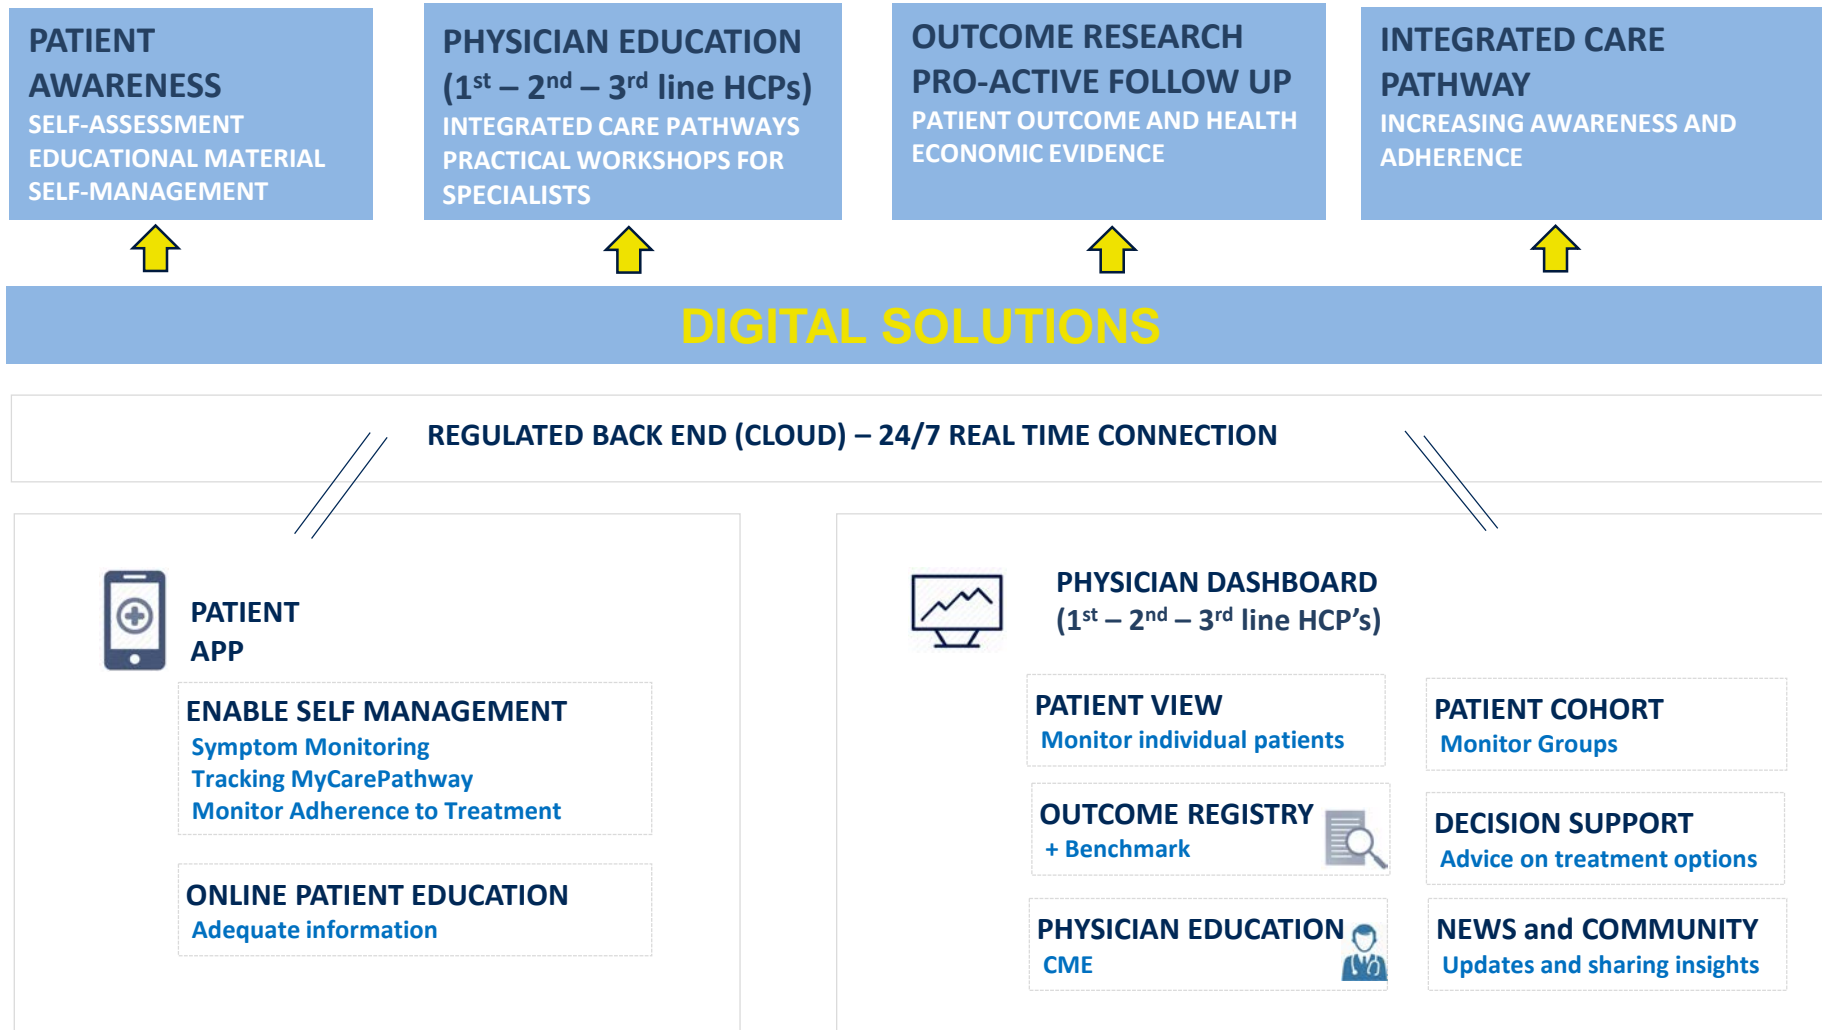 PATIENT
AWARENESS
SELF-ASSESSMENT
EDUCATIONAL MATERIAL
SELF-MANAGEMENT
PHYSICIAN EDUCATION
(1st – 2nd – 3rd line HCPs)
INTEGRATED CARE PATHWAYS
PRACTICAL WORKSHOPS FOR
SPECIALISTS
OUTCOME RESEARCH
PRO-ACTIVE FOLLOW UP
PATIENT OUTCOME AND HEALTH
ECONOMIC EVIDENCE
INTEGRATED CARE
PATHWAY
INCREASING AWARENESS AND
ADHERENCE
DIGITAL SOLUTIONS
REGULATED BACK END (CLOUD) – 24/7 REAL TIME CONNECTION
PATIENT
APP
ENABLE SELF MANAGEMENT
Symptom Monitoring
Tracking MyCarePathway
Monitor Adherence to Treatment
ONLINE PATIENT EDUCATION
Adequate information
PHYSICIAN DASHBOARD
(1st – 2nd – 3rd line HCP’s)
PATIENT VIEW
Monitor individual patients
PATIENT COHORT
Monitor Groups
OUTCOME REGISTRY
+ Benchmark
DECISION SUPPORT
Advice on treatment options
PHYSICIAN EDUCATION
CME
NEWS and COMMUNITY
Updates and sharing insights